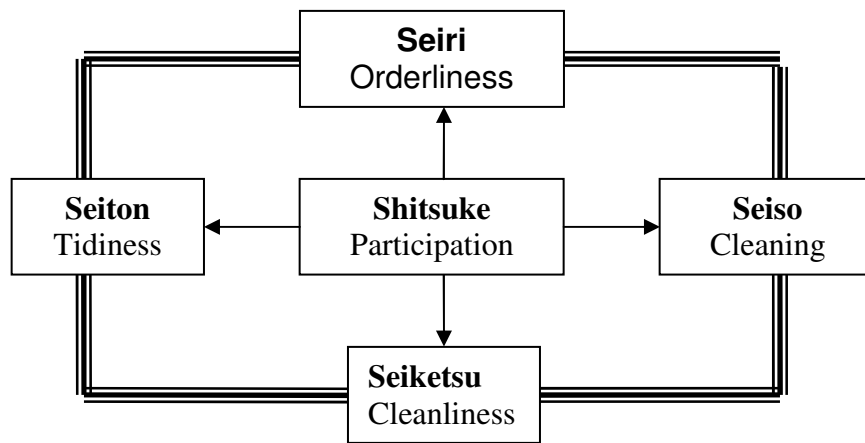 Seiri
Orderliness
Seiton
Tidiness
Shitsuke
Participation
Seiso
Cleaning
Seiketsu
Cleanliness